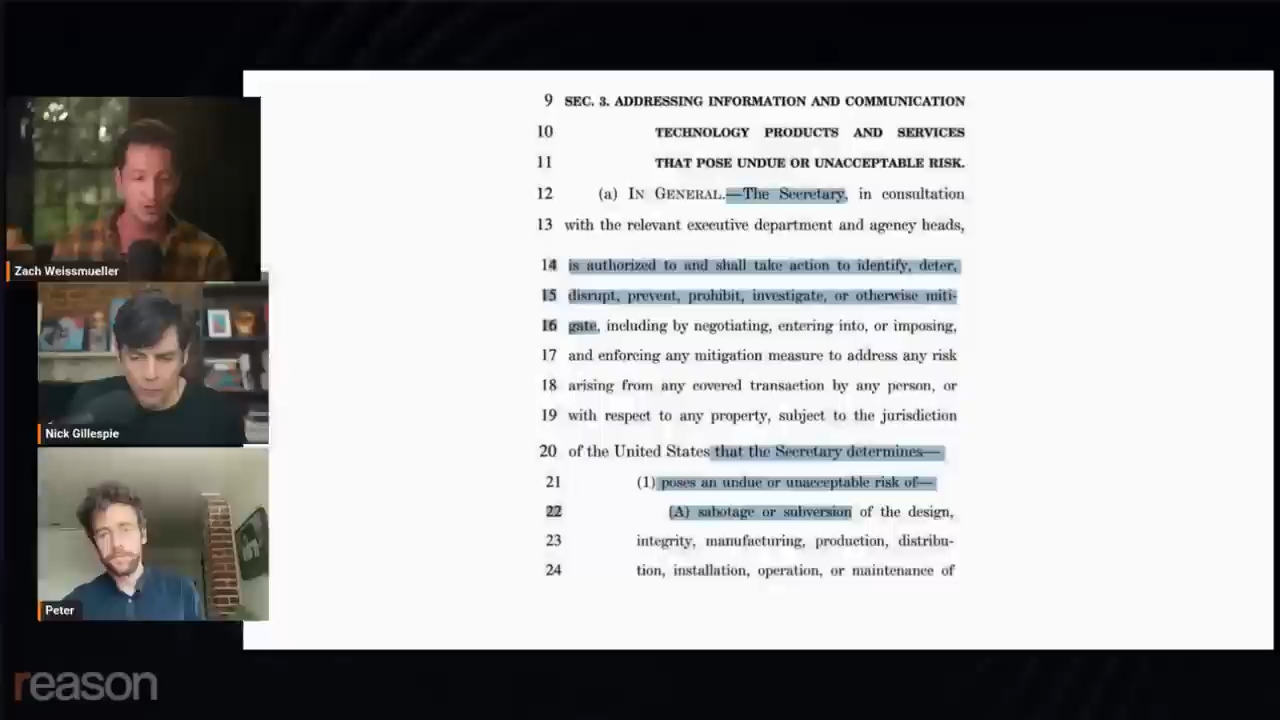 9 SEC. 3. ADDRESSING INFORMATION AND COMMUNICATION
10 TECHNOLOGY PRODUCTS AND SERVICES
11 THAT POSE UNDUE OR UNACCEPTABLE RISK.
12 (a) IN GENERAL.—The Secretary, in consultation
13 with the relevant executive department and agency heads,
14 is authorized to and shall take action to identify, deter,
15 disrupt, prevent, prohibit, investigate, or otherwise miti-
16 gate, including by negotiating, entering into, or imposing,
17 and enforcing any mitigation measure to address any risk
18 arising from any covered transaction by any person, or
19 with respect to any property, subject to the jurisdiction
20 of the United States that the Secretary determines—
21 (1) poses an undue or unacceptable risk of—
22 (A) sabotage or subversion of the design,
23 integrity, manufacturing, production, distribu-
24 tion, installation, operation, or maintenance of
Zach Weissmueller
Nick Gillespie
Peter
reason